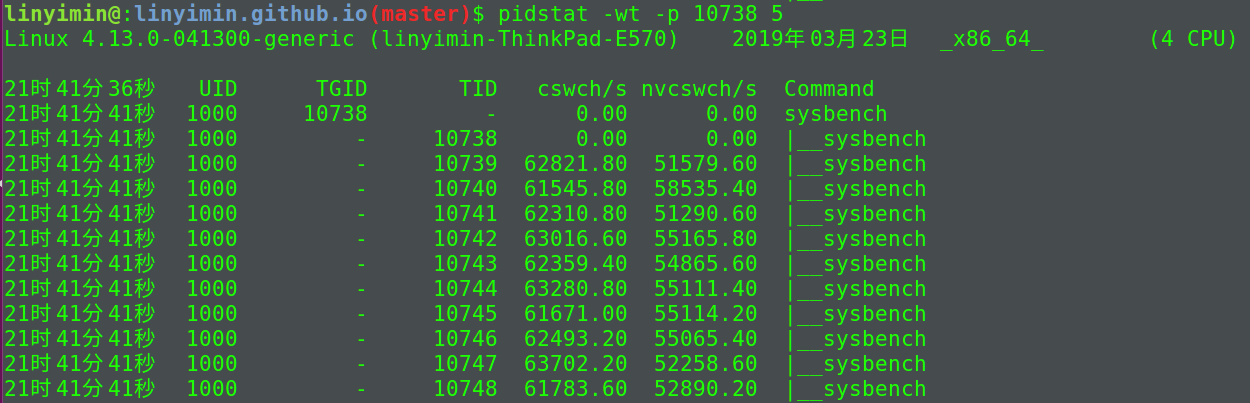 linyimin@:linyimin.github.io(master)$ pidstat -wt -p 10738 5
Linux 4.13.0-041300-generic (linyimin-ThinkPad-E570)    2019年03月23日    _x86_64_    (4 CPU)
21时41分36秒   UID      TGID       TID   cswch/s nvcswch/s  Command
21时41分41秒  1000     10738         -      0.00      0.00  sysbench
21时41分41秒  1000         -     10738      0.00      0.00  |__sysbench
21时41分41秒  1000         -     10739  62821.80  51579.60  |__sysbench
21时41分41秒  1000         -     10740  61545.80  58535.40  |__sysbench
21时41分41秒  1000         -     10741  62310.80  51290.60  |__sysbench
21时41分41秒  1000         -     10742  63016.60  55165.80  |__sysbench
21时41分41秒  1000         -     10743  62359.40  54865.60  |__sysbench
21时41分41秒  1000         -     10744  63280.80  55111.40  |__sysbench
21时41分41秒  1000         -     10745  61671.00  55114.20  |__sysbench
21时41分41秒  1000         -     10746  62493.20  55065.40  |__sysbench
21时41分41秒  1000         -     10747  63702.20  52258.60  |__sysbench
21时41分41秒  1000         -     10748  61783.60  52890.20  |__sysbench